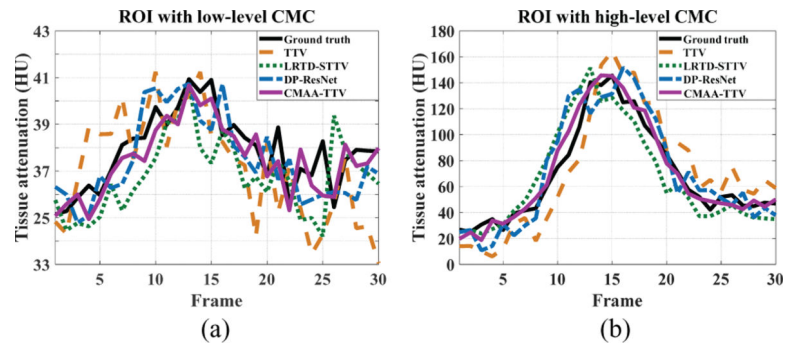 ROI with low-level CMC
Tissue attenuation (HU)
43
41
39
37
25
33
Ground truth
TTV
LRTD-STTV
DP-ResNet
CMAA-TTV
5
10
15
20
25
30
Frame
(a)
ROI with high-level CMC
Tissue attenuation (HU)
180
160
140
120
100
80
60
40
20
0
Ground truth
TTV
LRTD-STTV
DP-ResNet
CMAA-TTV
5
10
15
20
25
30
Frame
(b)